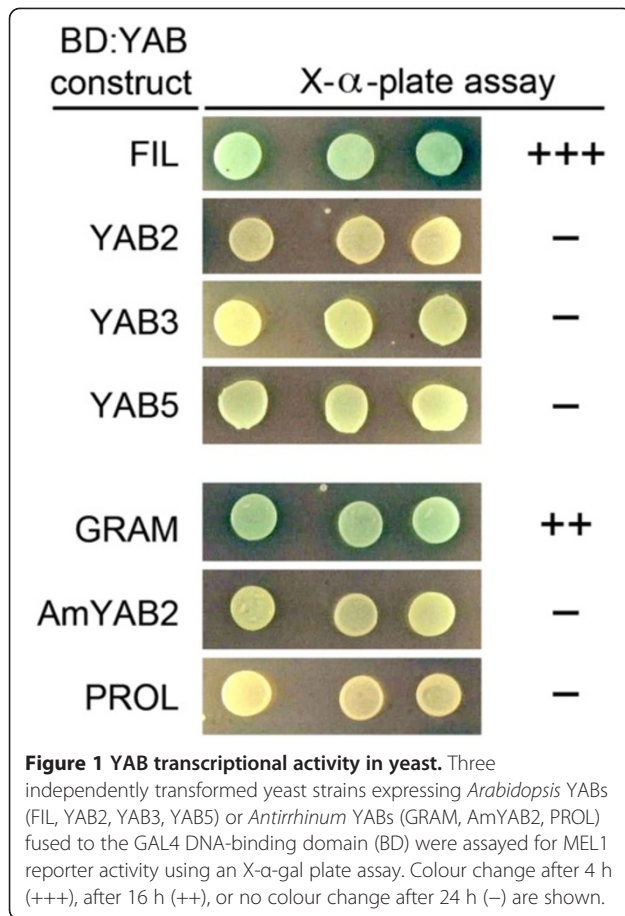 BD:YAB
construct
X-α-plate assay
FIL
+++
YAB2
–
YAB3
–
YAB5
–
GRAM
++
AmYAB2
–
PROL
–
Figure 1 YAB transcriptional activity in yeast. Three
independently transformed yeast strains expressing Arabidopsis YABs
(FIL, YAB2, YAB3, YAB5) or Antirrhinum YABs (GRAM, AmYAB2, PROL)
fused to the GAL4 DNA-binding domain (BD) were assayed for MEL1
reporter activity using an X-α-gal plate assay. Colour change after 4 h
(+++), after 16 h (++), or no colour change after 24 h (−) are shown.